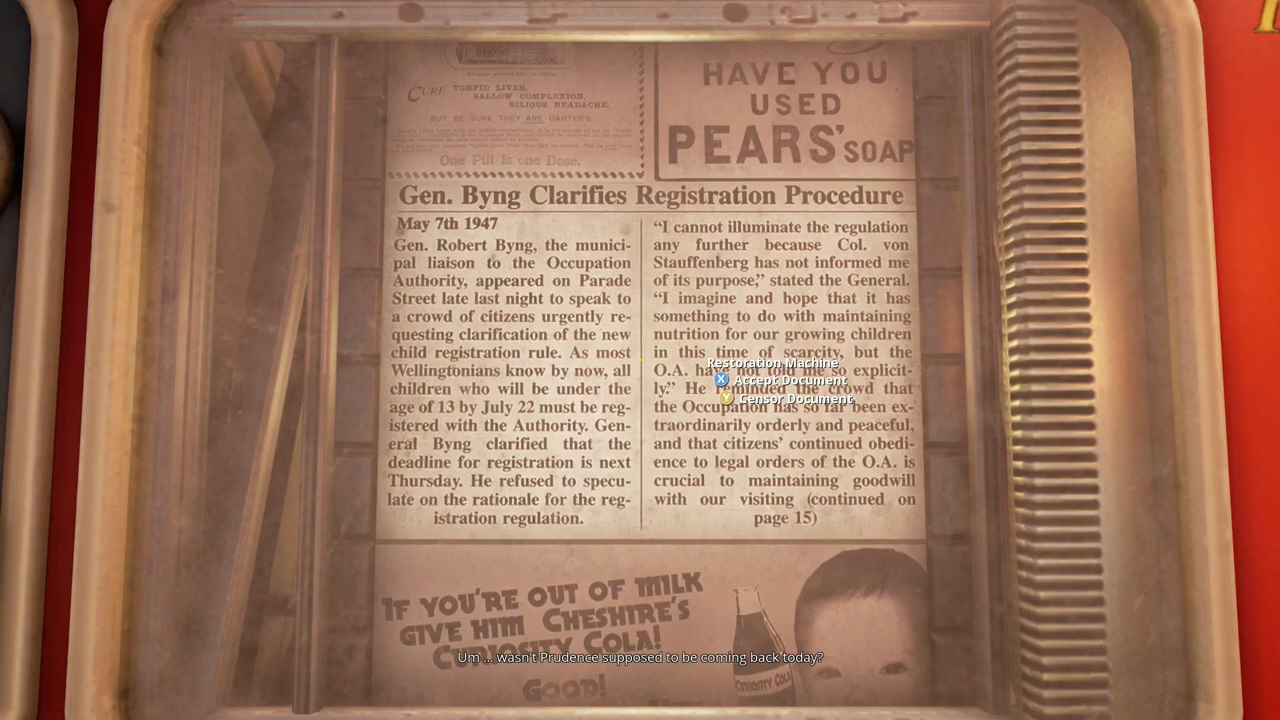 CURE TORPID LIVER,
SALLOW COMPLEXION,
BILIOUS HEADACHE.
BUT BE SURE THEY ARE CARTER'S.
One Pill is one Dose.
HAVE YOU
USED
PEARS' SOAP
Gen. Byng Clarifies Registration Procedure
May 7th 1947
Gen. Robert Byng, the munici-
pal liaison to the Occupation
Authority, appeared on Parade
Street late last night to speak to
a crowd of citizens urgently re-
questing clarification of the new
child registration rule. As most
Wellingtonians know by now, all
children who will be under the
age of 13 by July 22 must be reg-
istered with the Authority. Gen-
eral Byng clarified that the
deadline for registration is next
Thursday. He refused to specu-
late on the rationale for the reg-
istration regulation.
“I cannot illuminate the regulation
any further because Col. von
Stauffenberg has not informed me
of its purpose,” stated the General.
“I imagine and hope that it has
something to do with maintaining
nutrition for our growing children
in this time of scarcity, but the
O.A. have not told me so explicit-
ly.” He reminded the crowd that
the Occupation has so far been ex-
traordinarily orderly and peaceful,
and that citizens’ continued obedi-
ence to legal orders of the O.A. is
crucial to maintaining goodwill
with our visiting (continued on
page 15)
Restoration Machine
X Accept Document
Y Censor Document
IF YOU'RE OUT OF MILK
GIVE HIM CHESHIRE'S
CURIOSITY COLA!
GOOD!
CURIOSITY COLA
Um ... wasn't Prudence supposed to be coming back today?